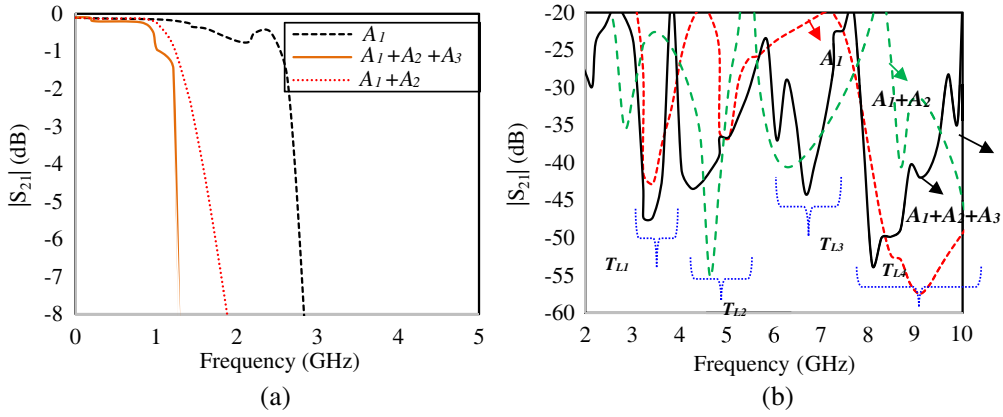 (a)
|S21| (dB)
0
-1
-2
-3
-4
-5
-6
-7
-8
A1
A1+A2 +A3
A1+A2
0 1 2 3 4 5
Frequency (GHz)
(a)
(b)
|S21| (dB)
-20
-25
-30
-35
-40
-45
-50
-55
-60
A1
A1+A2
A1+A2+A3
TL1
TL2
TL3
TL4
2 3 4 5 6 7 8 9 10
Frequency (GHz)
(b)